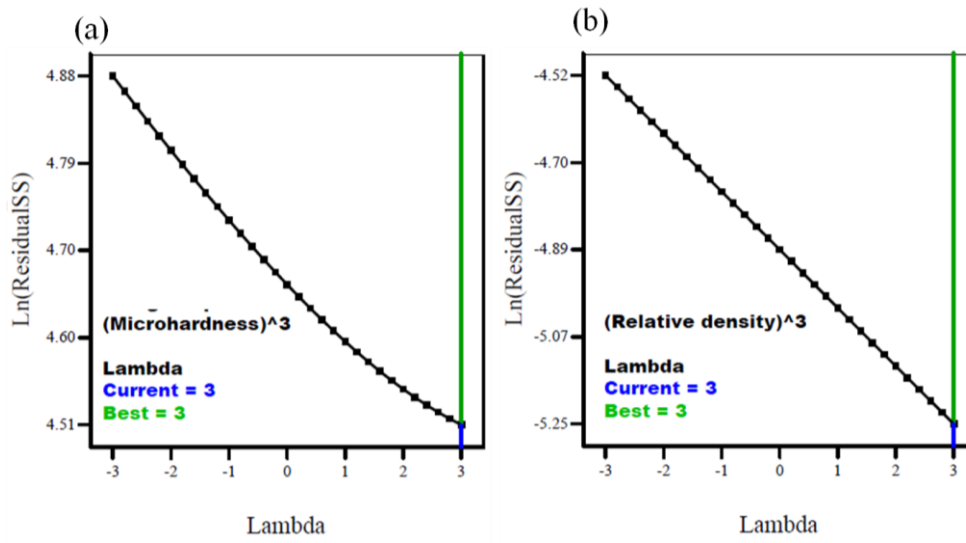 (a)
4.88
4.79
4.70
4.60
4.51
Ln(ResidualSS)
(Microhardness)^3
Lambda
Current = 3
Best = 3
-3
-2
-1
0
1
2
3
Lambda
(b)
-4.52
-4.70
-4.89
-5.07
-5.25
Ln(ResidualSS)
(Relative density)^3
Lambda
Current = 3
Best = 3
-3
-2
-1
0
1
2
3
Lambda